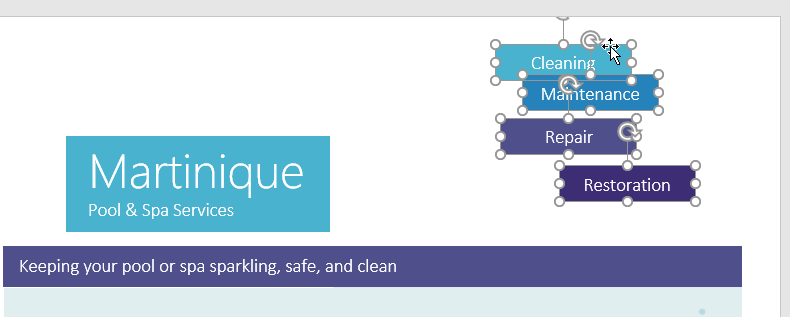 Cleaning
Maintenance
Repair
Restoration
Martinique
Pool & Spa Services
Keeping your pool or spa sparkling, safe, and clean